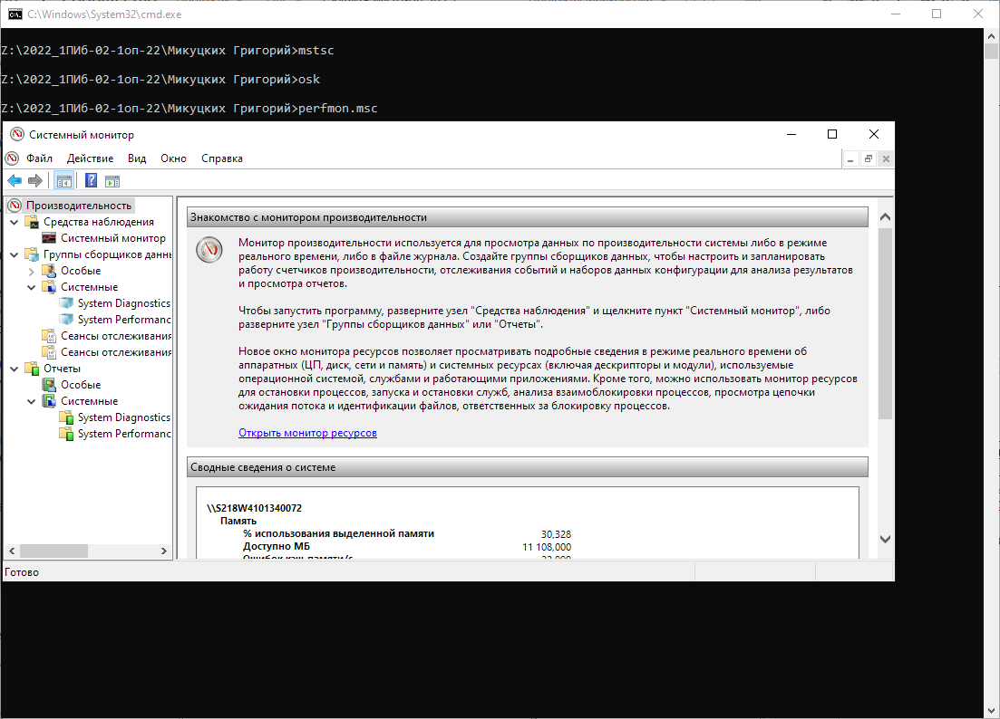 C:\Windows\System32\cmd.exe
Z:\2022_1ПИб-02-1оп-22\Микуцких Григорий>mstsc
Z:\2022_1ПИб-02-1оп-22\Микуцких Григорий>osk
Z:\2022_1ПИб-02-1оп-22\Микуцких Григорий>perfmon.msc
Системный монитор
Файл Действие Вид Окно Справка
Производительность
Средства наблюдения
Системный монитор
Группы сборщиков данн
Особые
Системные
System Diagnostics
System Performanc
Сеансы отслеживания
Сеансы отслеживания
Отчеты
Особые
Системные
System Diagnostics
System Performanc
Знакомство с монитором производительности
Монитор производительности используется для просмотра данных по производительности системы либо в режиме
реального времени, либо в файле журнала. Создайте группы сборщиков данных, чтобы настроить и запланировать
работу счетчиков производительности, отслеживания событий и наборов данных конфигурации для анализа результатов
и просмотра отчетов.
Чтобы запустить программу, разверните узел "Средства наблюдения" и щелкните пункт "Системный монитор", либо
разверните узел "Группы сборщиков данных" или "Отчеты".
Новое окно монитора ресурсов позволяет просматривать подробные сведения в режиме реального времени об
аппаратных (ЦП, диск, сети и память) и системных ресурсах (включая дескрипторы и модули), используемые
операционной системой, службами и работающими приложениями. Кроме того, можно использовать монитор ресурсов
для остановки процессов, запуска и остановки служб, анализа взаимоблокировки процессов, просмотра цепочки
ожидания потока и идентификации файлов, ответственных за блокировку процессов.
Открыть монитор ресурсов
Сводные сведения о системе
\\S218W4101340072
Память
% использования выделенной памяти 30,328
Доступно МБ 11 108,000
Готово